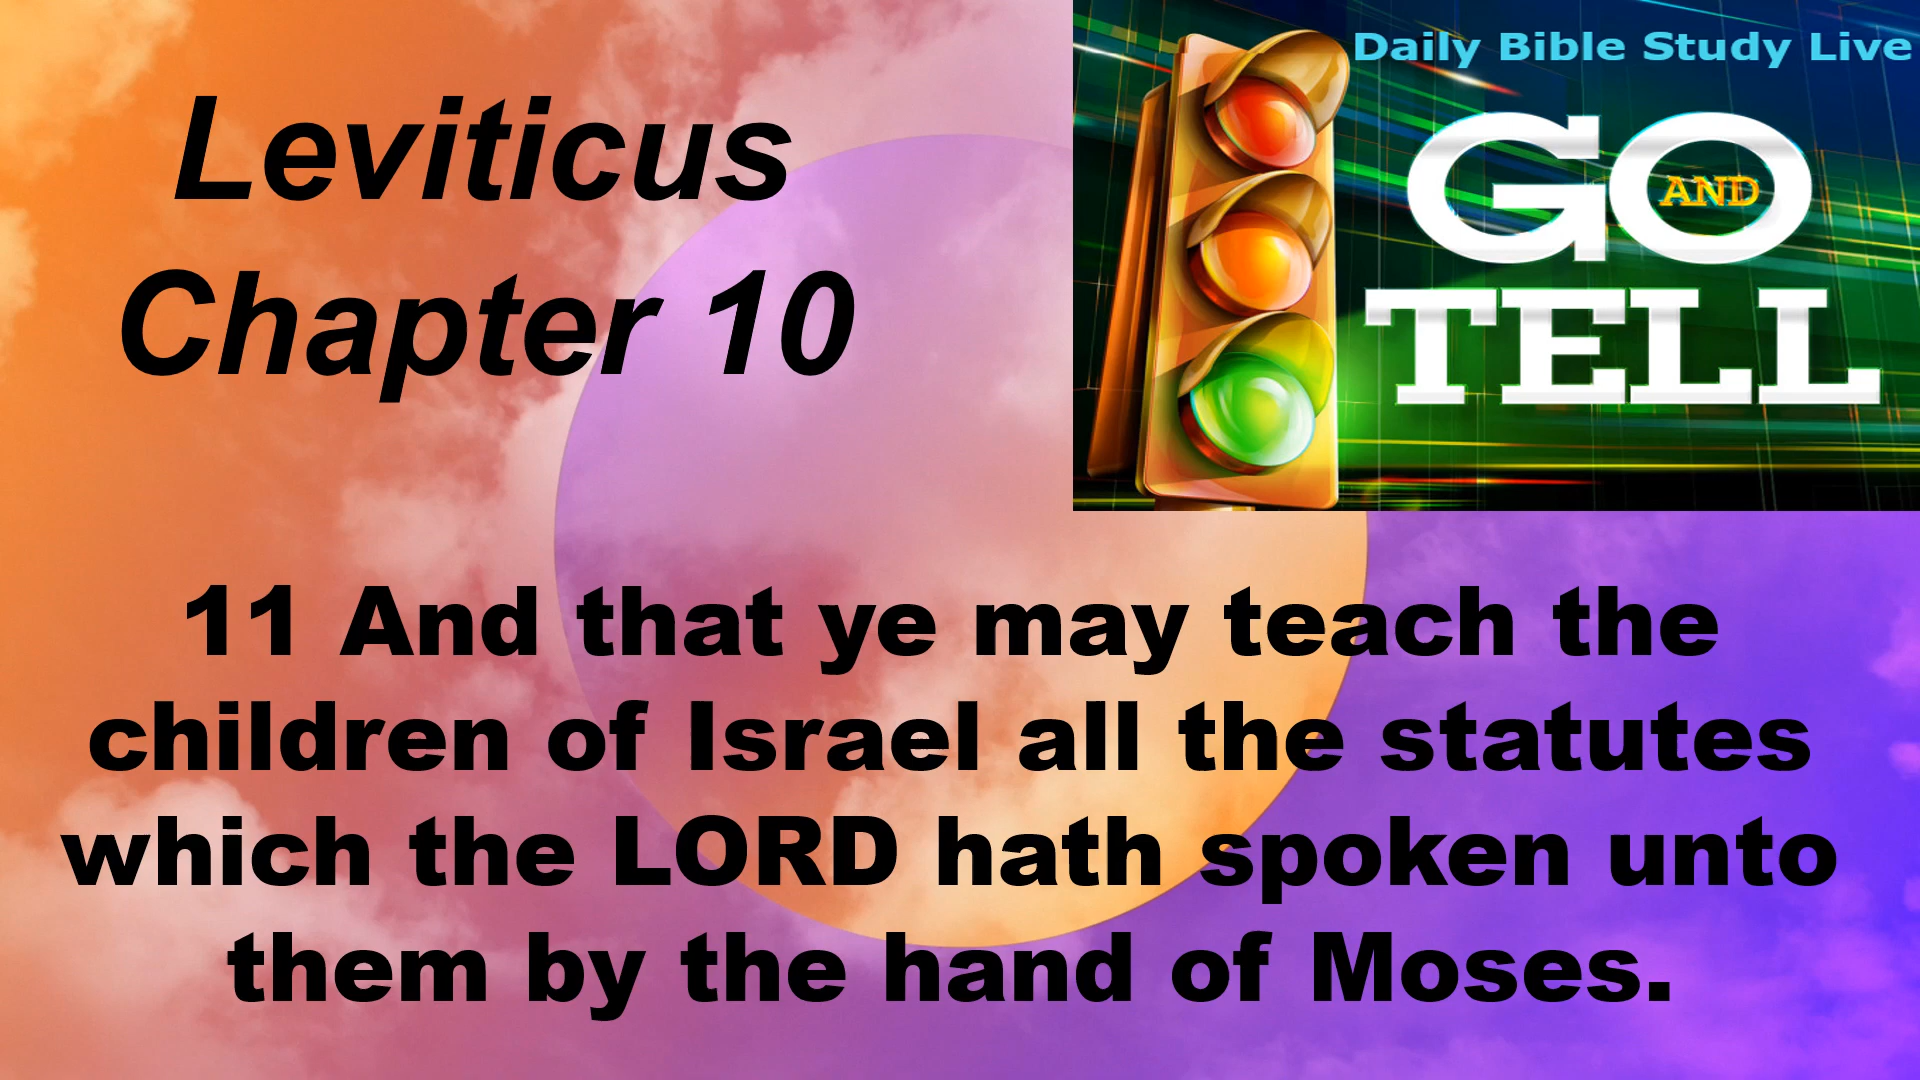 Leviticus
Chapter 10
Daily Bible Study Live
GO
AND
TELL
11 And that ye may teach the
children of Israel all the statutes
which the LORD hath spoken unto
them by the hand of Moses.